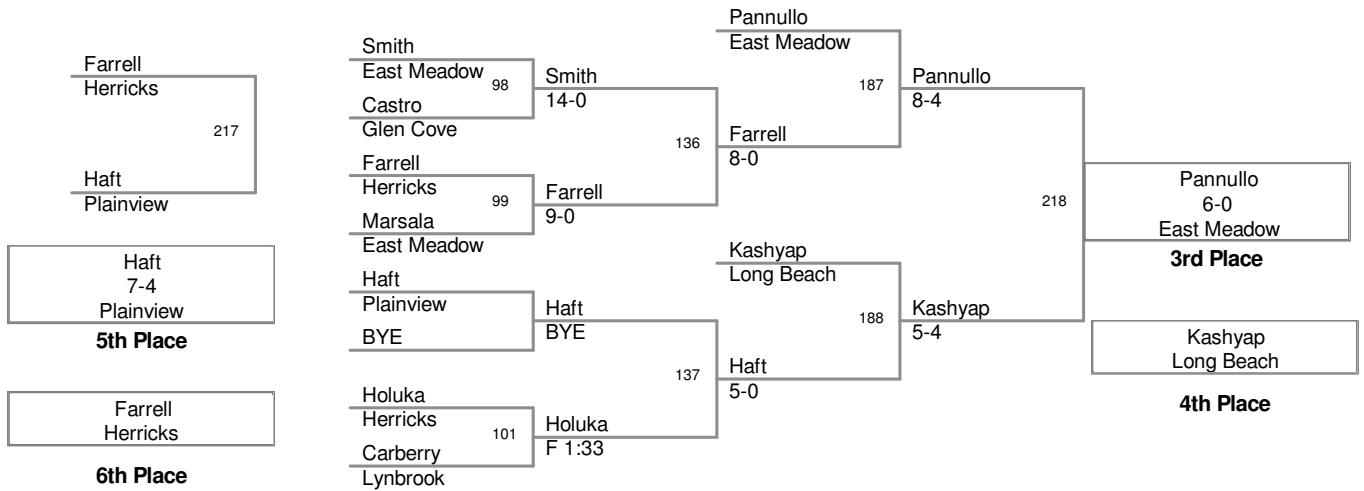 Farrell
Herricks
217
Haft
Plainview
Haft
7-4
Plainview
5th Place
Farrell
Herricks
6th Place
Smith
East Meadow
98
Castro
Glen Cove
Farrell
Herricks
99
Marsala
East Meadow
Haft
Plainview
BYE
Holuka
Herricks
101
Carberry
Lynbrook
Smith
14-0
136
Farrell
9-0
Haft
BYE
137
Holuka
F 1:33
Pannullo
East Meadow
187
Farrell
8-0
Kashyap
Long Beach
188
Haft
5-0
Pannullo
8-4
218
Kashyap
5-4
Pannullo
6-0
East Meadow
3rd Place
Kashyap
Long Beach
4th Place